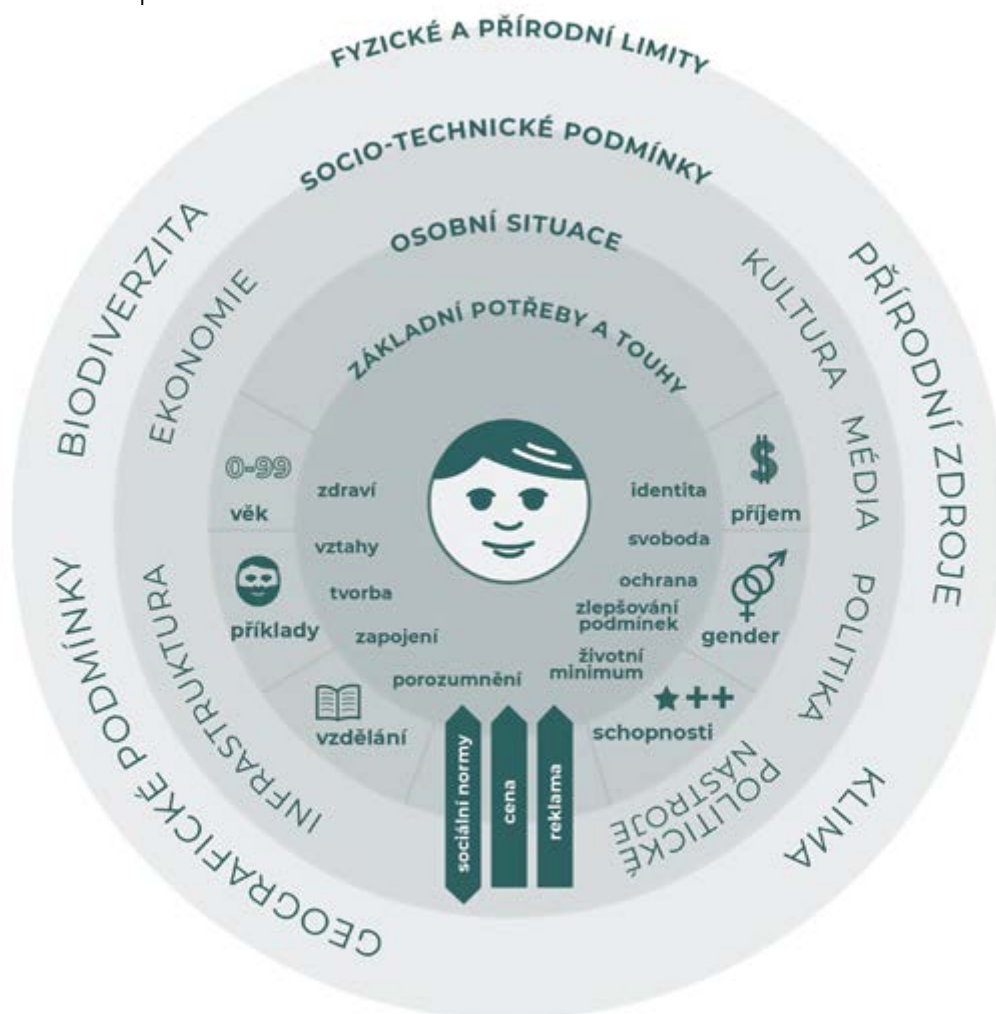 FYZICKÉ A PŘÍRODNÍ LIMITY
SOCIO-TECHNICKÉ PODMÍNKY
OSOBNÍ SITUACE
ZÁKLADNÍ POTŘEBY A TOUHY
BIODIVERZITA
EKONOMIE
KULTURA
PŘÍRODNÍ ZDROJE
MÉDIA
0-99
věk
zdraví
identita
$
příjem
vztahy
svoboda
tvorba
ochrana
příklady
zapojení
zlepšování
podmínek
gender
porozumnění
životní
minimum
vzdělání
++
schopnosti
GEOGRAFICKÉ PODMÍNKY
INFRASTRUKTURA
sociální normy
cena
reklama
POLITIKA
POLITICKÉ
NÁSTROJE
KLIMA